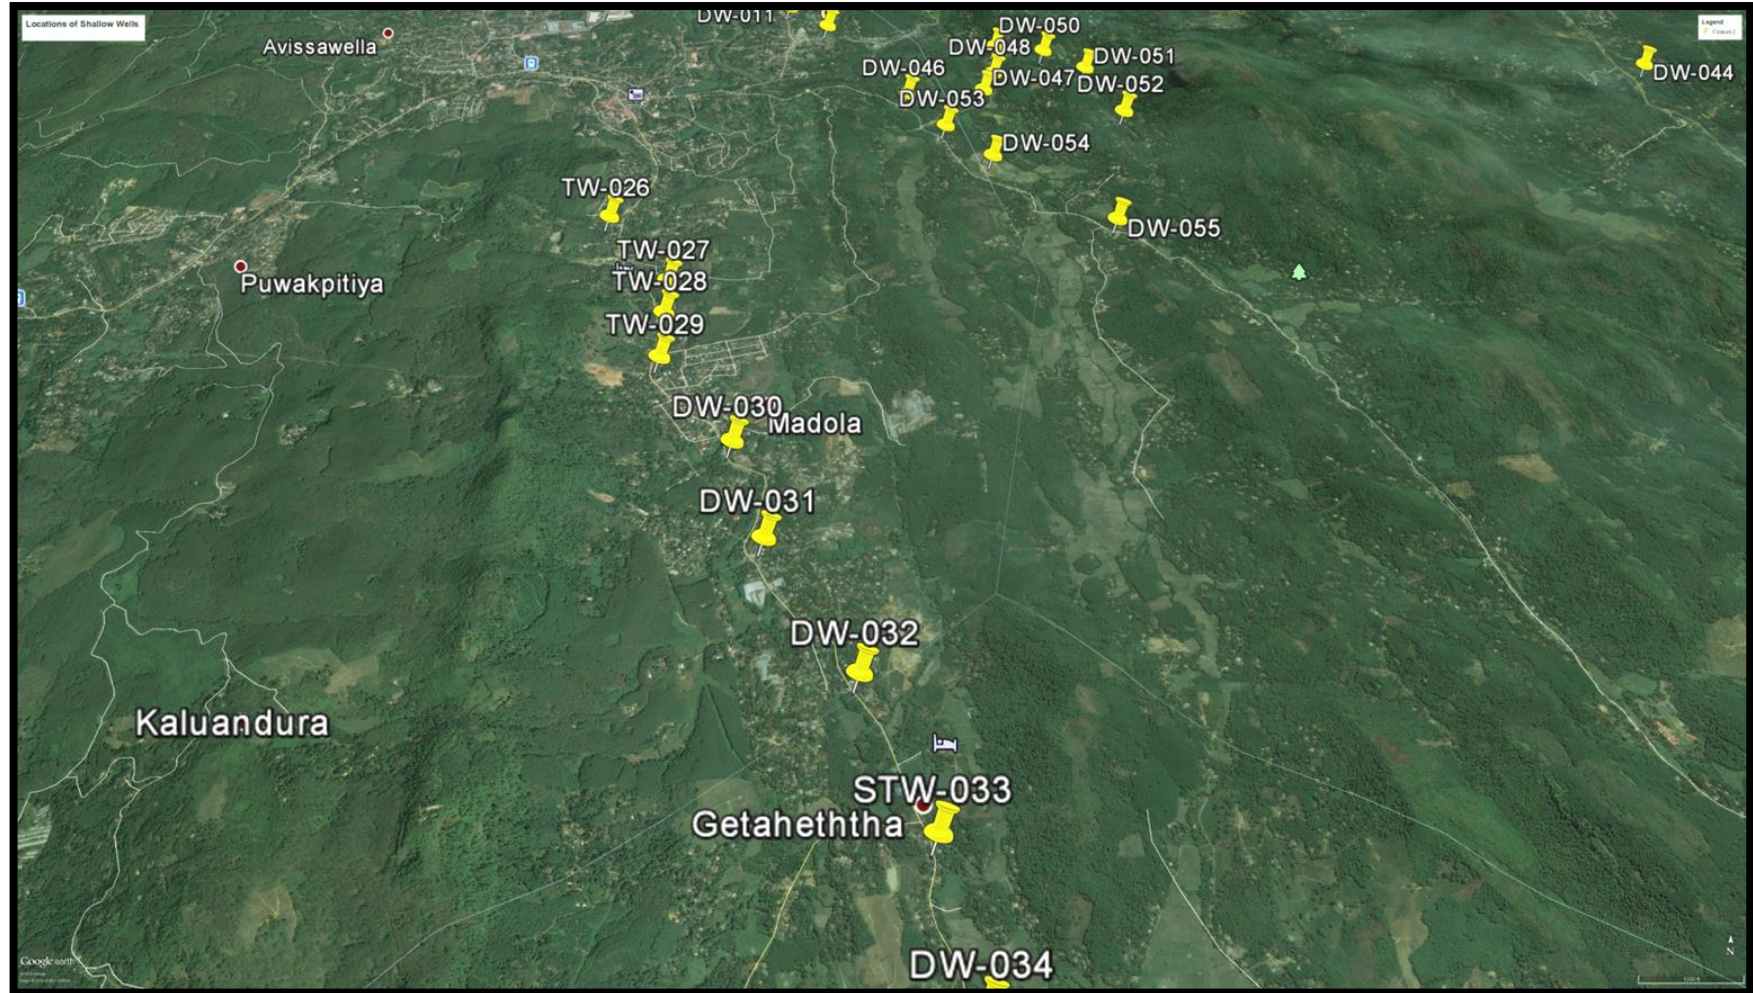 Locations of Shallow Wells
Legend
DW-011
DW-050
Avissawella
DW-048
DW-051
DW-046
DW-047
DW-052
DW-044
DW-053
DW-054
TW-026
DW-055
TW-027
Puwakpitiya
TW-028
TW-029
DW-030
Madola
DW-031
DW-032
Kaluandura
STW-033
Getaheththa
DW-034
Google earth
N